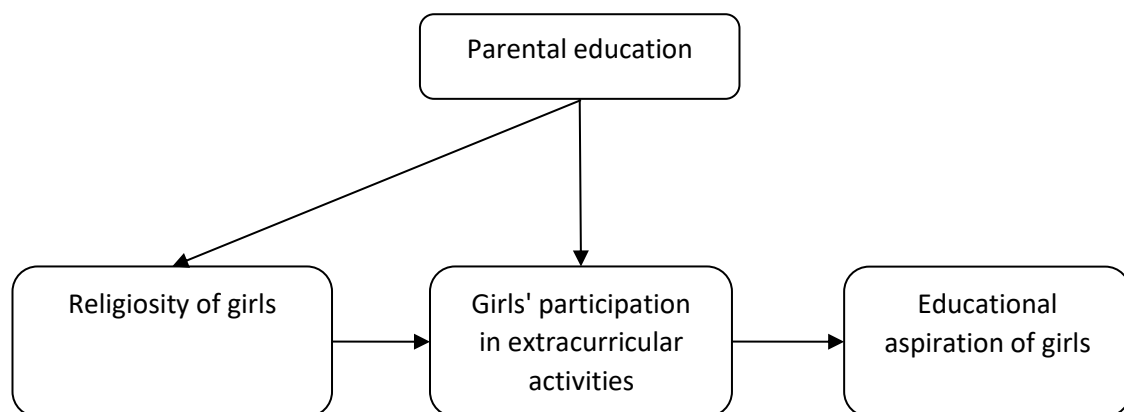 Parental education
Religiosity of girls
Girls' participation
in extracurricular
activities
Educational
aspiration of girls